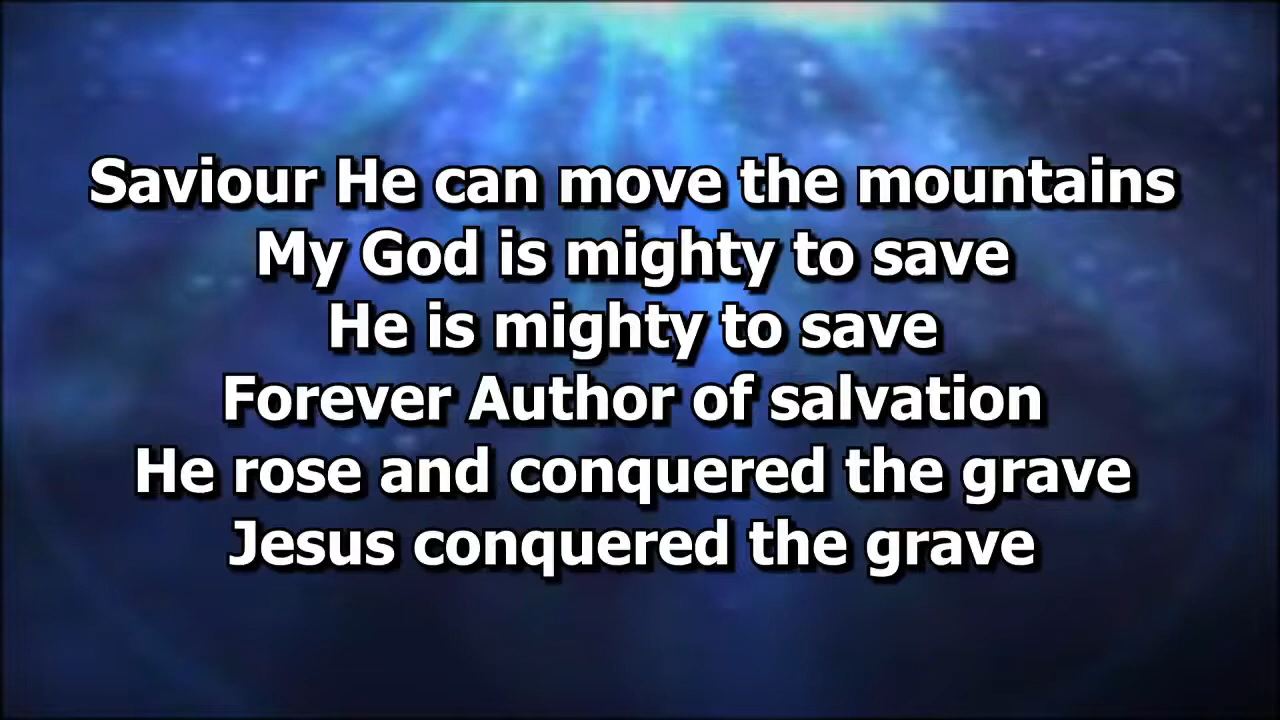 Saviour He can move the mountains
My God is mighty to save
He is mighty to save
Forever Author of salvation
He rose and conquered the grave
Jesus conquered the grave